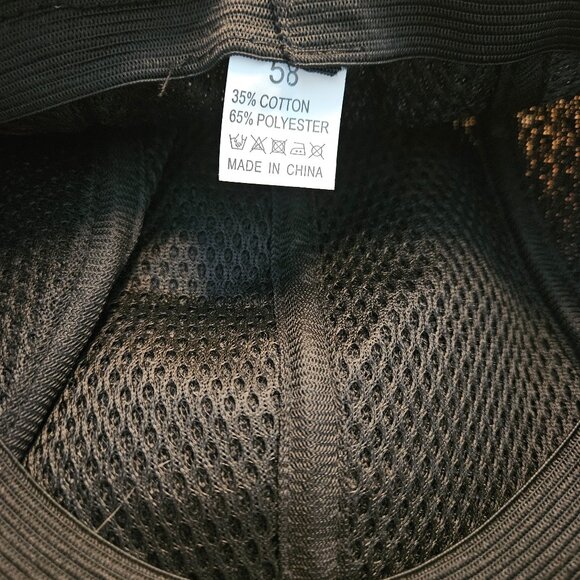 58
35% COTTON
65% POLYESTER
MADE IN CHINA